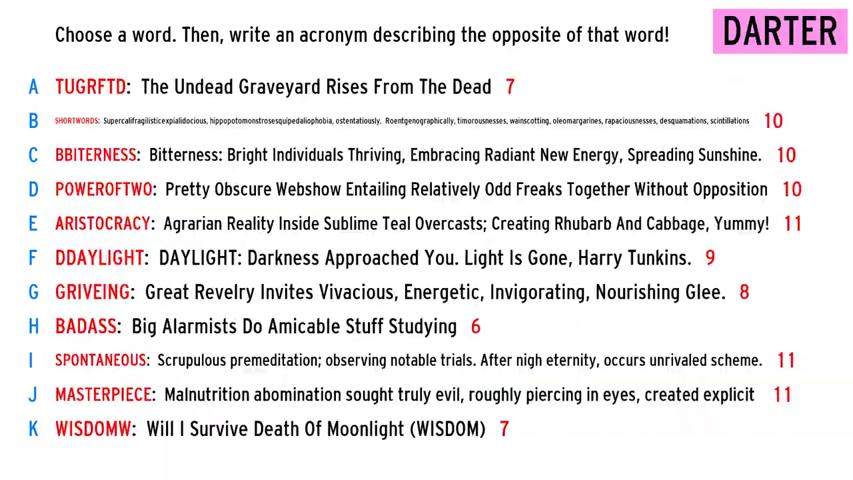 Choose a word. Then, write an acronym describing the opposite of that word!
DARTER
A TUGRFTD: The Undead Graveyard Rises From The Dead 7
B SHORTWORDS: Supercalifragilisticexpialidocious, hippopotomonstrosesquipedaliophobia, ostentatiously. Roentgenographically, timorousnesses, wainscotting, oleomargarines, rapaciousnesses, desquamations, scintillations 10
C BBITERNESS: Bitterness: Bright Individuals Thriving, Embracing Radiant New Energy, Spreading Sunshine. 10
D POWEROFTWO: Pretty Obscure Webshow Entailing Relatively Odd Freaks Together Without Opposition 10
E ARISTOCRACY: Agrarian Reality Inside Sublime Teal Overcasts; Creating Rhubarb And Cabbage, Yummy! 11
F DDAYLIGHT: DAYLIGHT: Darkness Approached You. Light Is Gone, Harry Tunkins. 9
G GRIVEING: Great Revelry Invites Vivacious, Energetic, Invigorating, Nourishing Glee. 8
H BADASS: Big Alarmists Do Amicable Stuff Studying 6
I SPONTANEOUS: Scrupulous premeditation; observing notable trials. After nigh eternity, occurs unrivaled scheme. 11
J MASTERPIECE: Malnutrition abomination sought truly evil, roughly piercing in eyes, created explicit 11
K WISDOMW: Will I Survive Death Of Moonlight (WISDOM) 7